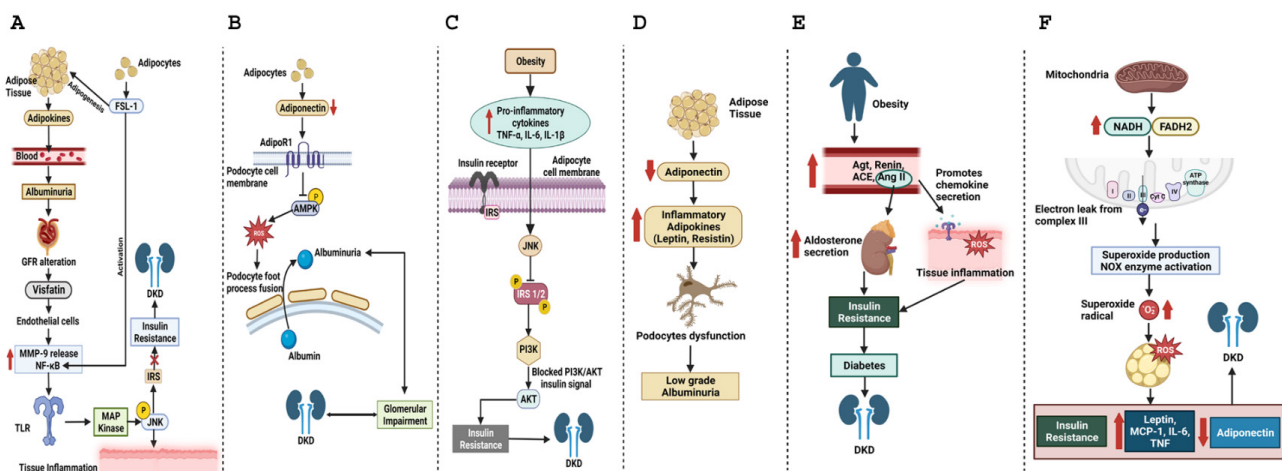 A
Adipose
Tissue
Adipocytes
Adipogenesis
FSL-1
Adipokines
Blood
Albuminuria
GFR alteration
Visfatin
Endothelial cells
MMP-9 release
NF-κB
Activation
TLR
MAP
Kinase
P
JNK
IRS
Insulin
Resistance
DKD
Tissue Inflammation
B
Adipocytes
Adiponectin
AdipoR1
Podocyte cell
membrane
P
AMPK
ROS
Podocyte foot
process fusion
Albuminuria
Albumin
DKD
Glomerular
Impairment
C
Obesity
Pro-inflammatory
cytokines
TNF-α, IL-6, IL-1β
Insulin receptor
Adipocyte
cell membrane
IRS
JNK
P
IRS 1/2
P
PI3K
Blocked PI3K/AKT
insulin signal
AKT
Insulin
Resistance
DKD
D
Adipose
Tissue
Adiponectin
Inflammatory
Adipokines
(Leptin, Resistin)
Podocytes dysfunction
Low grade
Albuminuria
E
Obesity
Agt, Renin,
ACE, Ang II
Promotes
chemokine
secretion
Aldosterone
secretion
ROS
Tissue inflammation
Insulin
Resistance
Diabetes
DKD
F
Mitochondria
NADH
FADH2
I
II
III
Cyt C
IV
ATP
synthase
e-
Electron leak from
complex III
Superoxide production
NOX enzyme activation
Superoxide
radical
•O₂⁻
ROS
DKD
Insulin
Resistance
Leptin,
MCP-1, IL-6,
TNF
Adiponectin